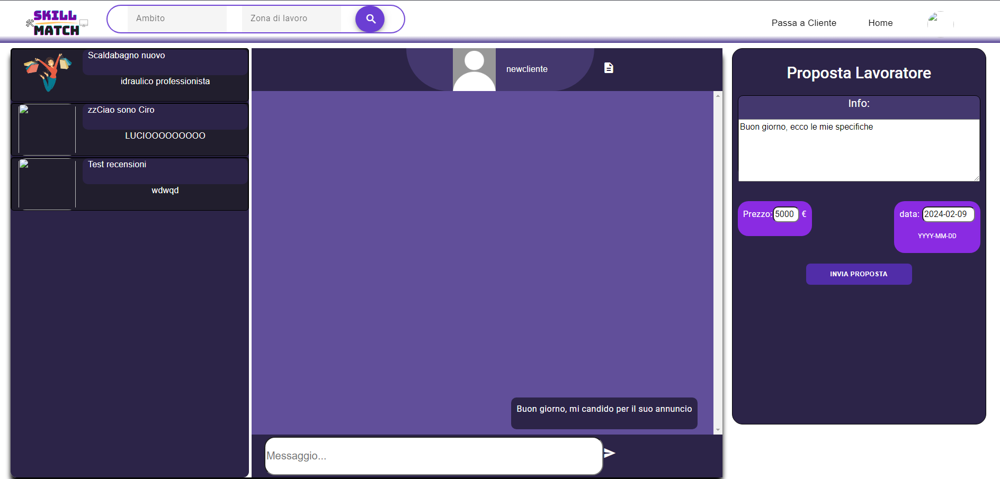 SKILL
MATCH
Ambito
Zona di lavoro
Passa a Cliente
Home
Scaldabagno nuovo
idraulico professionista
zzCiao sono Ciro
LUCIOOOOOOOOO
Test recensioni
wdwqd
newcliente
Buon giorno, mi candido per il suo annuncio
Messaggio...
Proposta Lavoratore
Info:
Buon giorno, ecco le mie specifiche
Prezzo: 5000 €
data: 2024-02-09
YYYY-MM-DD
INVIA PROPOSTA